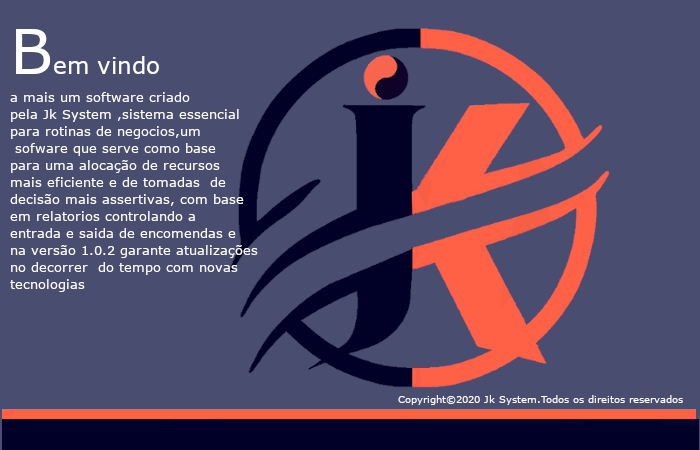 Bem vindo
a mais um software criado
pela Jk System ,sistema essencial
para rotinas de negocios,um
sofware que serve como base
para uma alocação de recursos
mais eficiente e de tomadas  de
decisão mais assertivas, com base
em relatorios controlando a
entrada e saida de encomendas e
na versão 1.0.2 garante atualizações
no decorrer  do tempo com novas
tecnologias
jk
Copyright©2020 Jk System.Todos os direitos reservados